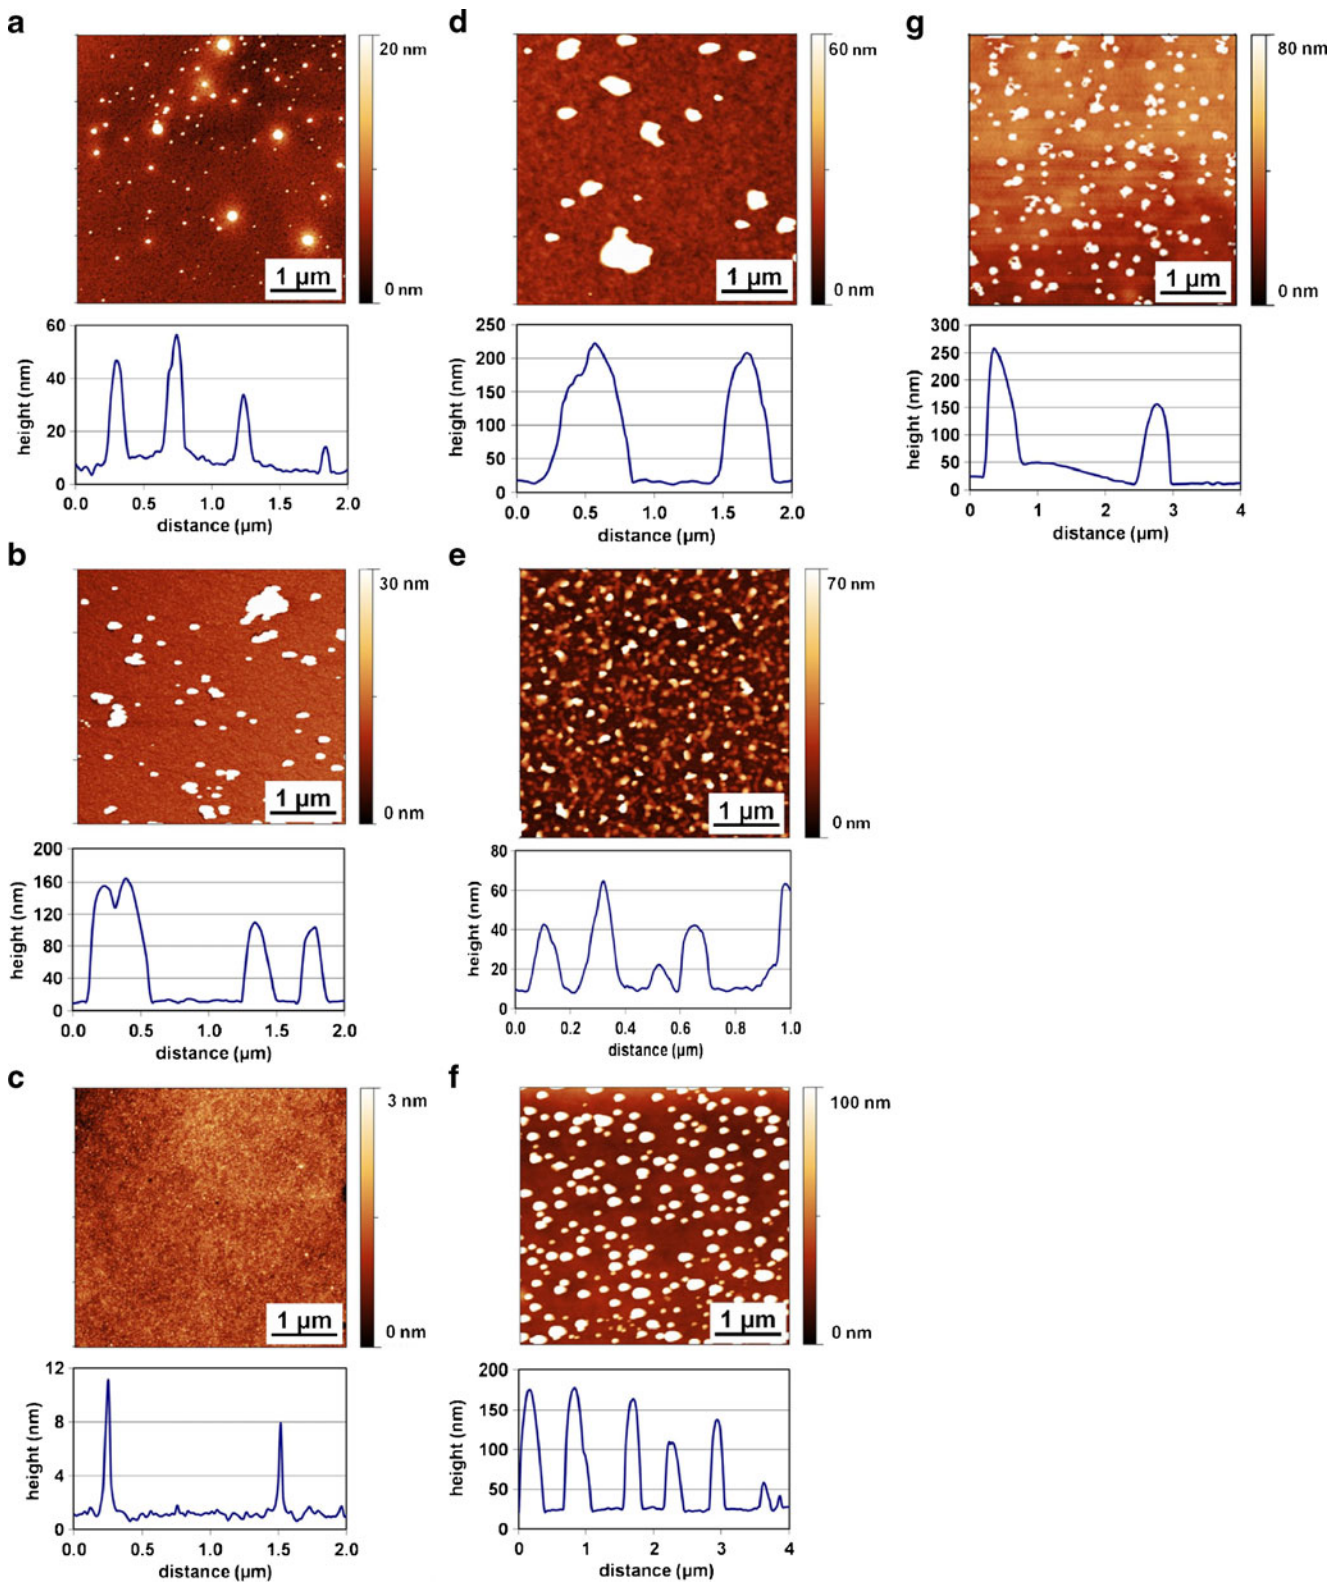 a
20 nm
0 nm
1 µm
60
40
20
0
height (nm)
0.0 0.5 1.0 1.5 2.0
distance (µm)
b
30 nm
0 nm
1 µm
200
160
120
80
40
0
height (nm)
0.0 0.5 1.0 1.5 2.0
distance (µm)
c
3 nm
0 nm
1 µm
12
8
4
0
height (nm)
0.0 0.5 1.0 1.5 2.0
distance (µm)
d
60 nm
0 nm
1 µm
250
200
150
100
50
0
height (nm)
0.0 0.5 1.0 1.5 2.0
distance (µm)
e
70 nm
0 nm
1 µm
80
60
40
20
0
height (nm)
0.0 0.2 0.4 0.6 0.8 1.0
distance (µm)
f
100 nm
0 nm
1 µm
200
150
100
50
0
height (nm)
0 1 2 3 4
distance (µm)
g
80 nm
0 nm
1 µm
300
250
200
150
100
50
0
height (nm)
0 1 2 3 4
distance (µm)